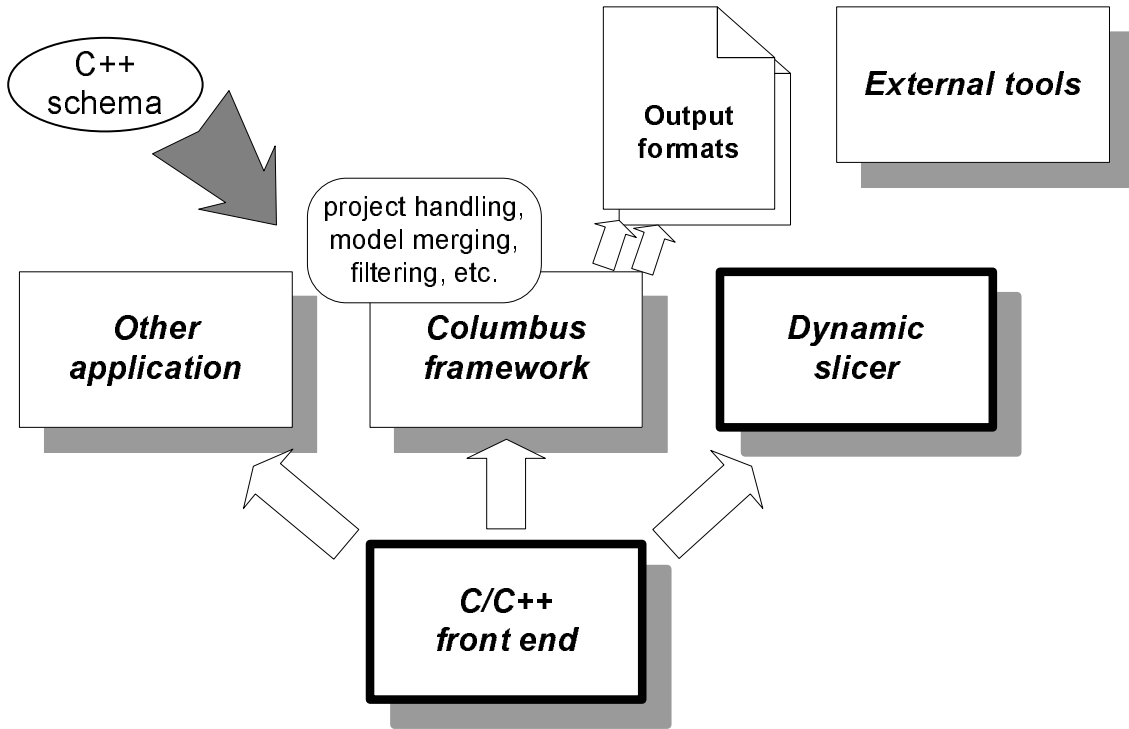 C++
schema
Output
formats
External tools
project handling,
model merging,
filtering, etc.
Other
application
Columbus
framework
Dynamic
slicer
C/C++
front end